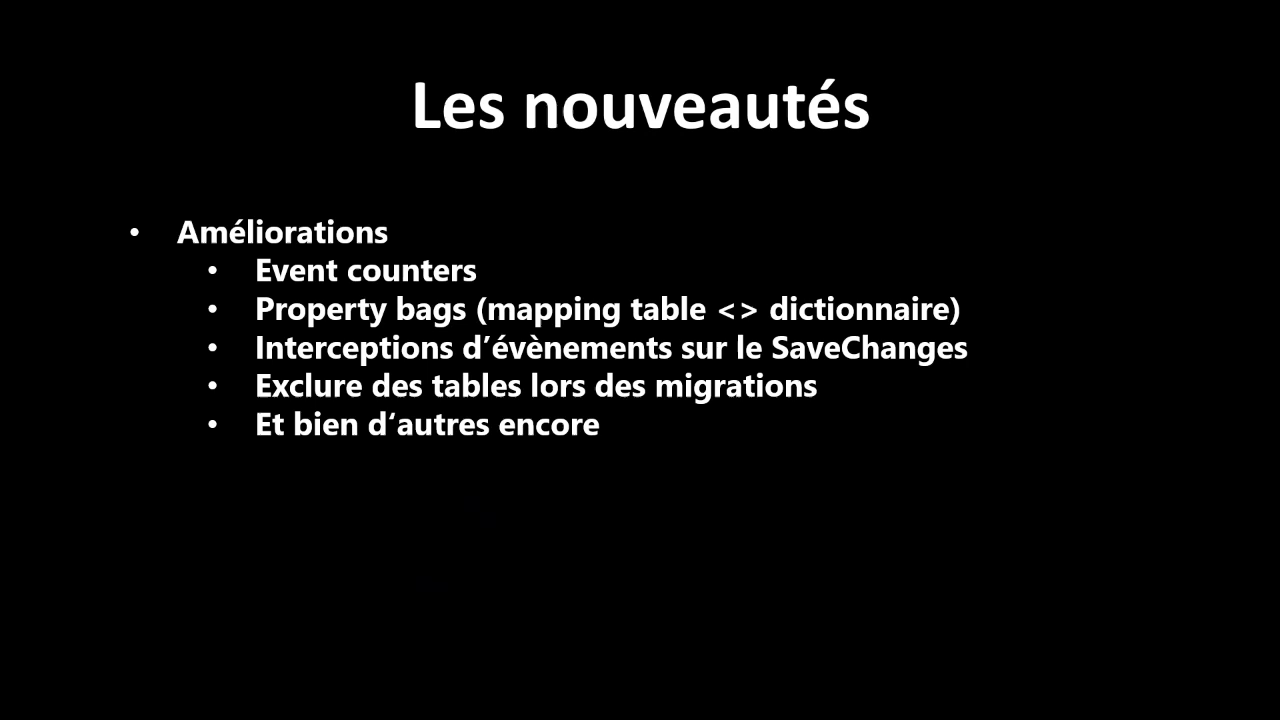 Les nouveautés
• Améliorations
• Event counters
• Property bags (mapping table <> dictionnaire)
• Interceptions d’évènements sur le SaveChanges
• Exclure des tables lors des migrations
• Et bien d‘autres encore